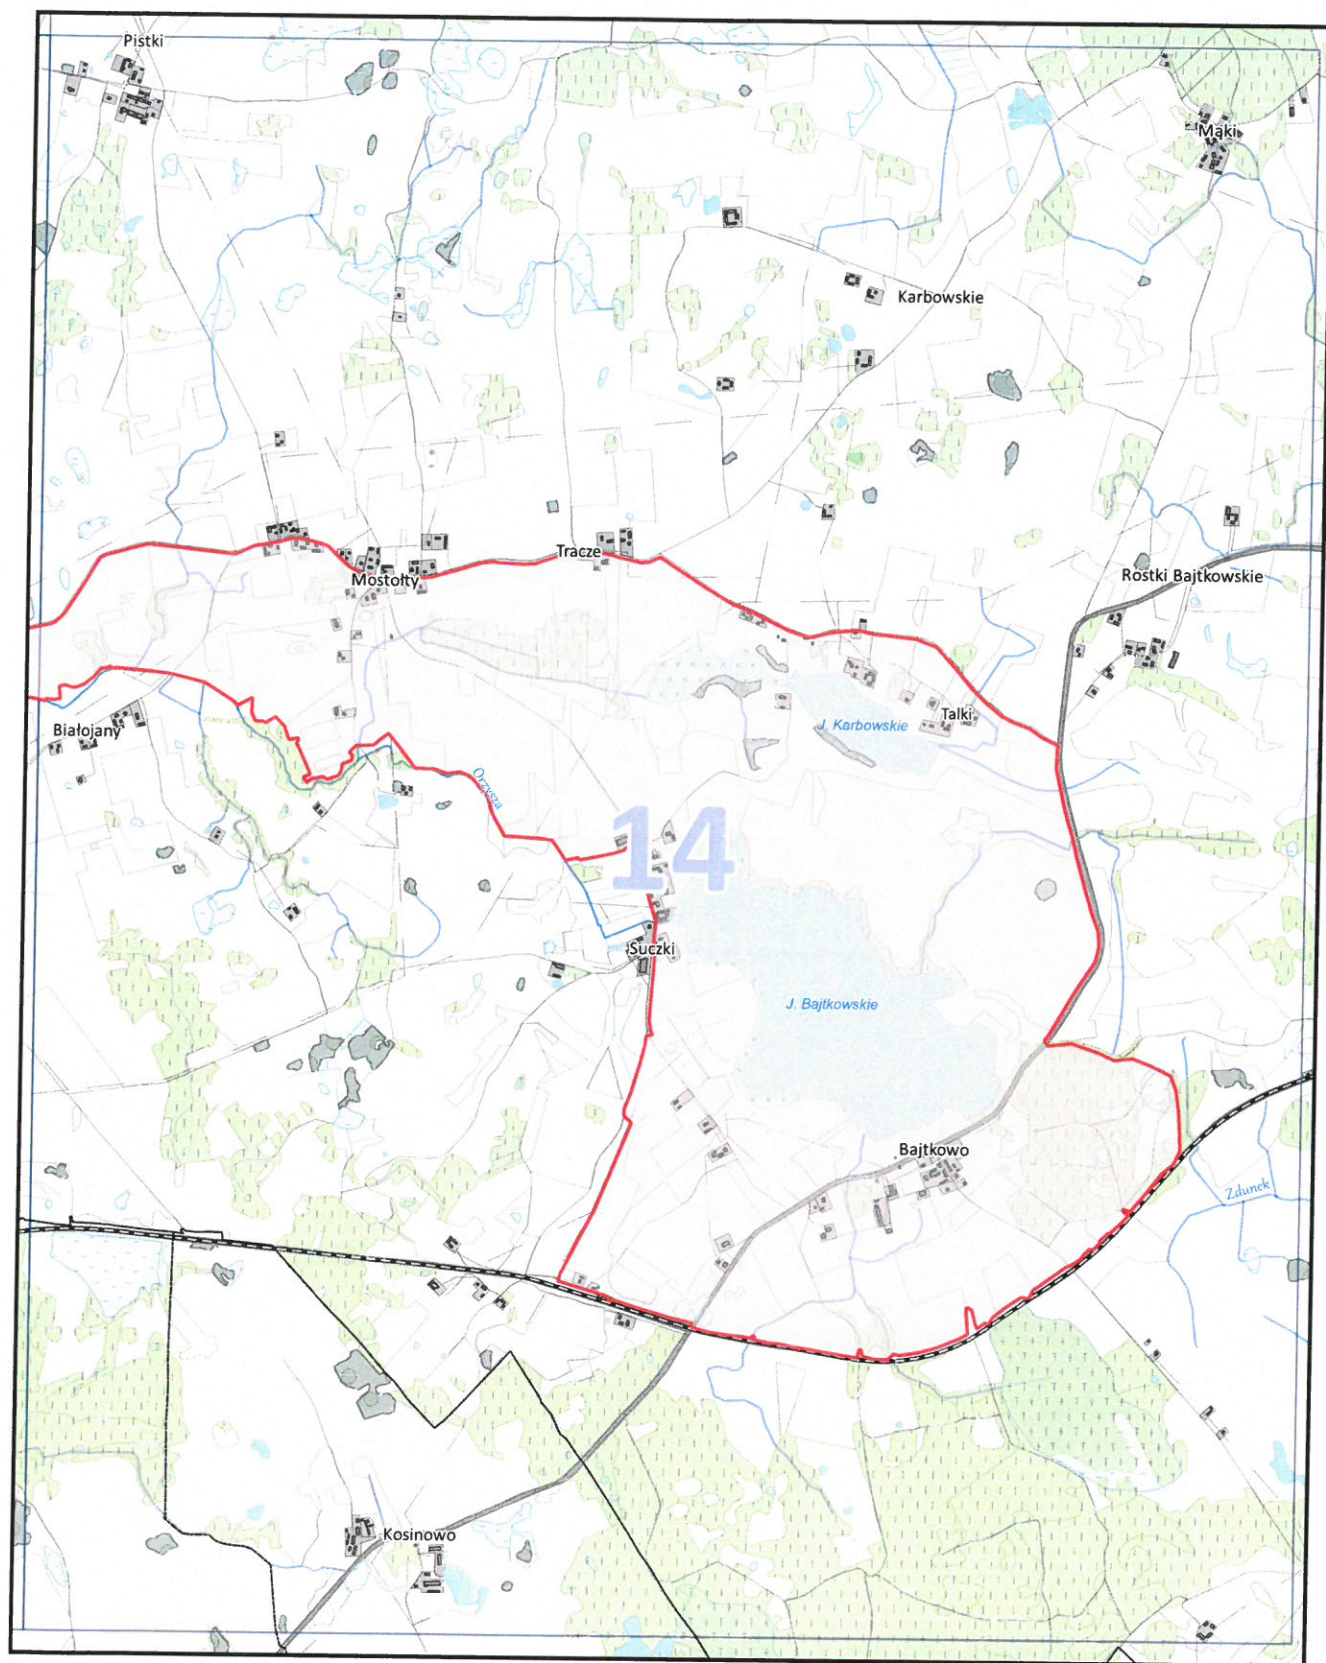 Pistki
Mąki
Karbowskie
Tracze
Mostołty
Rostki Bajtkowskie
Talki
J. Karbowskie
Białojany
Orzysza
14
Suczki
J. Bajtkowskie
Bajtkowo
Zdunek
Kosinowo